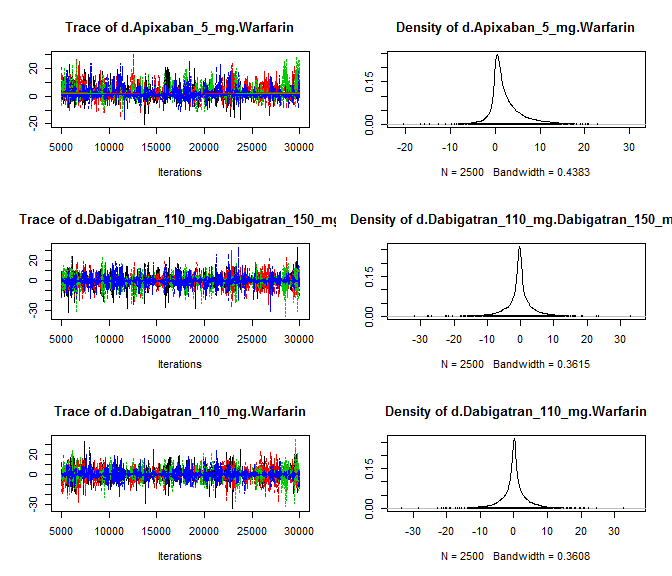 Trace of d.Apixaban_5_mg.Warfarin
Density of d.Apixaban_5_mg.Warfarin
20
0
-20
5000 10000 15000 20000 25000 30000
Iterations
0.15
0.00
-20 -10 0 10 20 30
N = 2500 Bandwidth = 0.4383
Trace of d.Dabigatran_110_mg.Dabigatran_150_mg
Density of d.Dabigatran_110_mg.Dabigatran_150_m
20
0
-30
5000 10000 15000 20000 25000 30000
Iterations
0.15
0.00
-30 -20 -10 0 10 20 30
N = 2500 Bandwidth = 0.3615
Trace of d.Dabigatran_110_mg.Warfarin
Density of d.Dabigatran_110_mg.Warfarin
20
0
-30
5000 10000 15000 20000 25000 30000
Iterations
0.15
0.00
-30 -20 -10 0 10 20 30
N = 2500 Bandwidth = 0.3608